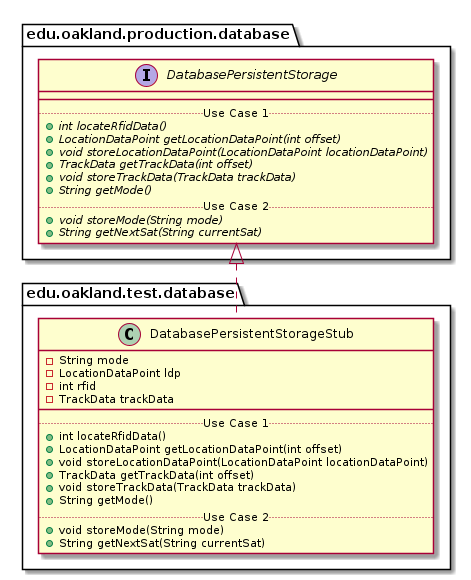 edu.oakland.production.database
I DatabasePersistentStorage
Use Case 1
int locateRfidData()
LocationDataPoint getLocationDataPoint(int offset)
void storeLocationDataPoint(LocationDataPoint locationDataPoint)
TrackData getTrackData(int offset)
void storeTrackData(TrackData trackData)
String getMode()
Use Case 2
void storeMode(String mode)
String getNextSat(String currentSat)
edu.oakland.test.database
C DatabasePersistentStorageStub
String mode
LocationDataPoint ldp
int rfid
TrackData trackData
Use Case 1
int locateRfidData()
LocationDataPoint getLocationDataPoint(int offset)
void storeLocationDataPoint(LocationDataPoint locationDataPoint)
TrackData getTrackData(int offset)
void storeTrackData(TrackData trackData)
String getMode()
Use Case 2
void storeMode(String mode)
String getNextSat(String currentSat)